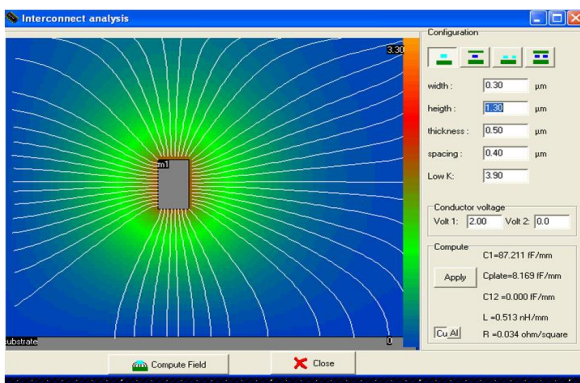 Interconnect analysis
3.30
m1
ubstrate
0
Compute Field
Close
Configuration
width : 0.30 µm
heigth : 1.30 µm
thickness : 0.50 µm
spacing : 0.40 µm
Low K: 3.90
Conductor voltage
Volt 1: 2.00 Volt 2: 0.0
Compute
C1=87.211 fF/mm
Apply Cplate=8.169 fF/mm
C12 =0.000 fF/mm
L =0.513 nH/mm
Cu Al R =0.034 ohm/square